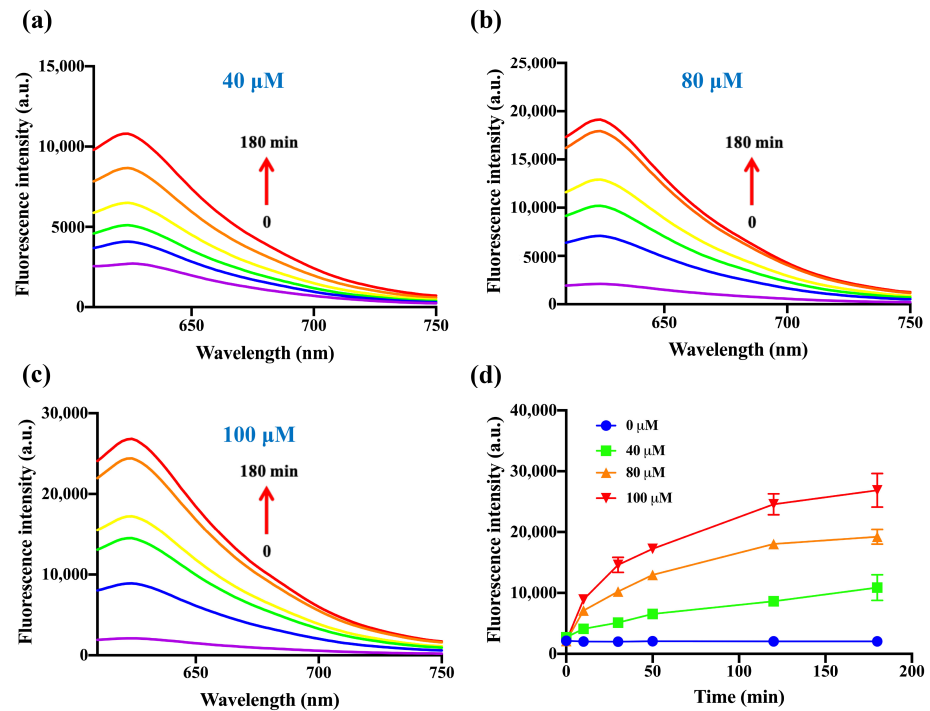 (a)
40 μM
15,000
10,000
5000
0
180 min
0
650
700
750
Fluorescence intensity (a.u.)
Wavelength (nm)
(b)
80 μM
25,000
20,000
15,000
10,000
5000
0
180 min
0
650
700
750
Fluorescence intensity (a.u.)
Wavelength (nm)
(c)
100 μM
30,000
20,000
10,000
0
180 min
0
650
700
750
Fluorescence intensity (a.u.)
Wavelength (nm)
(d)
40,000
30,000
20,000
10,000
0
0 μM
40 μM
80 μM
100 μM
0
50
100
150
200
Fluorescence intensity (a.u.)
Time (min)